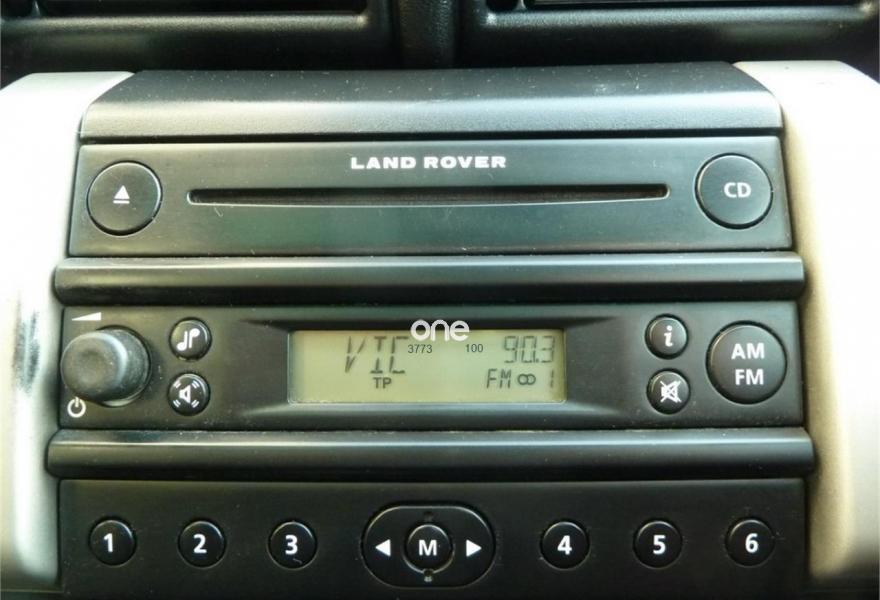 LAND ROVER
CD
one
VIC 3773 100 90.3
TP FM 1
AM
FM
1 2 3 M 4 5 6